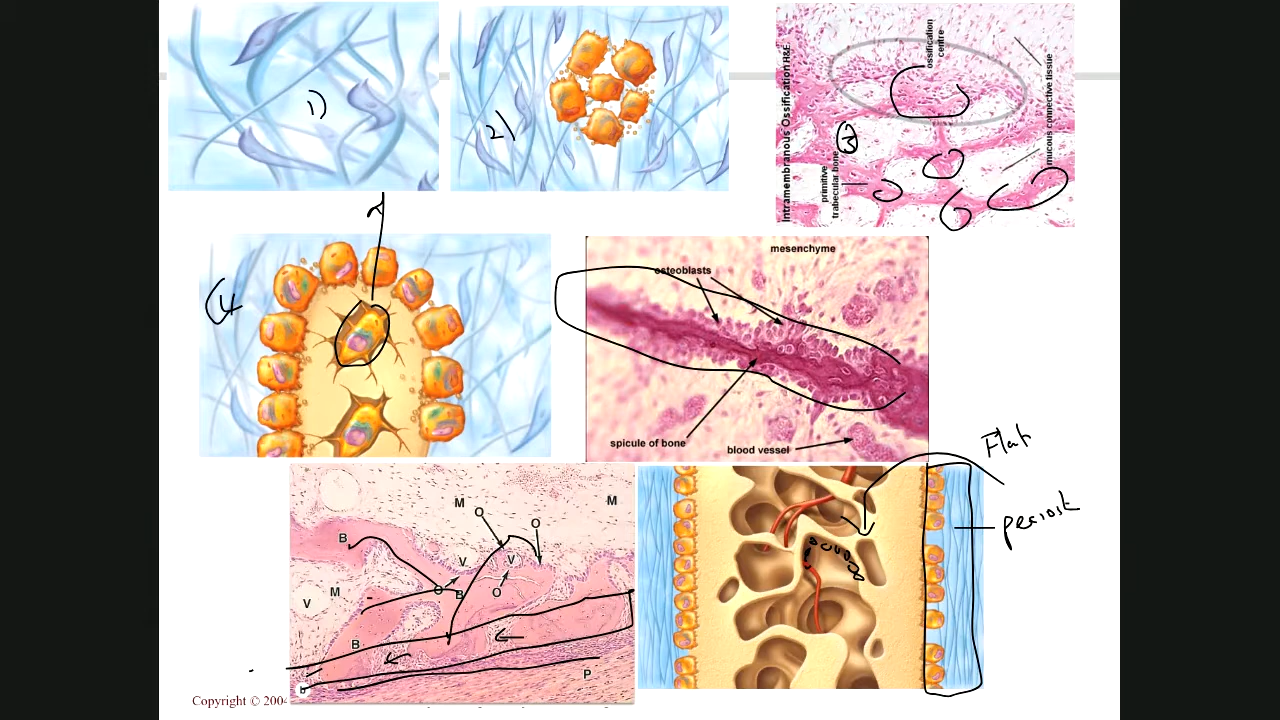 1)
2)
Intramembranous Ossification H&E
ossification
centre
mucous connective tissue
primitive
trabecular bone
3
4
mesenchyme
osteoblasts
spicule of bone
blood vessel
Flat
periost
M
M
O
O
B
V
V
O
B
O
M
V
B
P
b
Copyright © 200